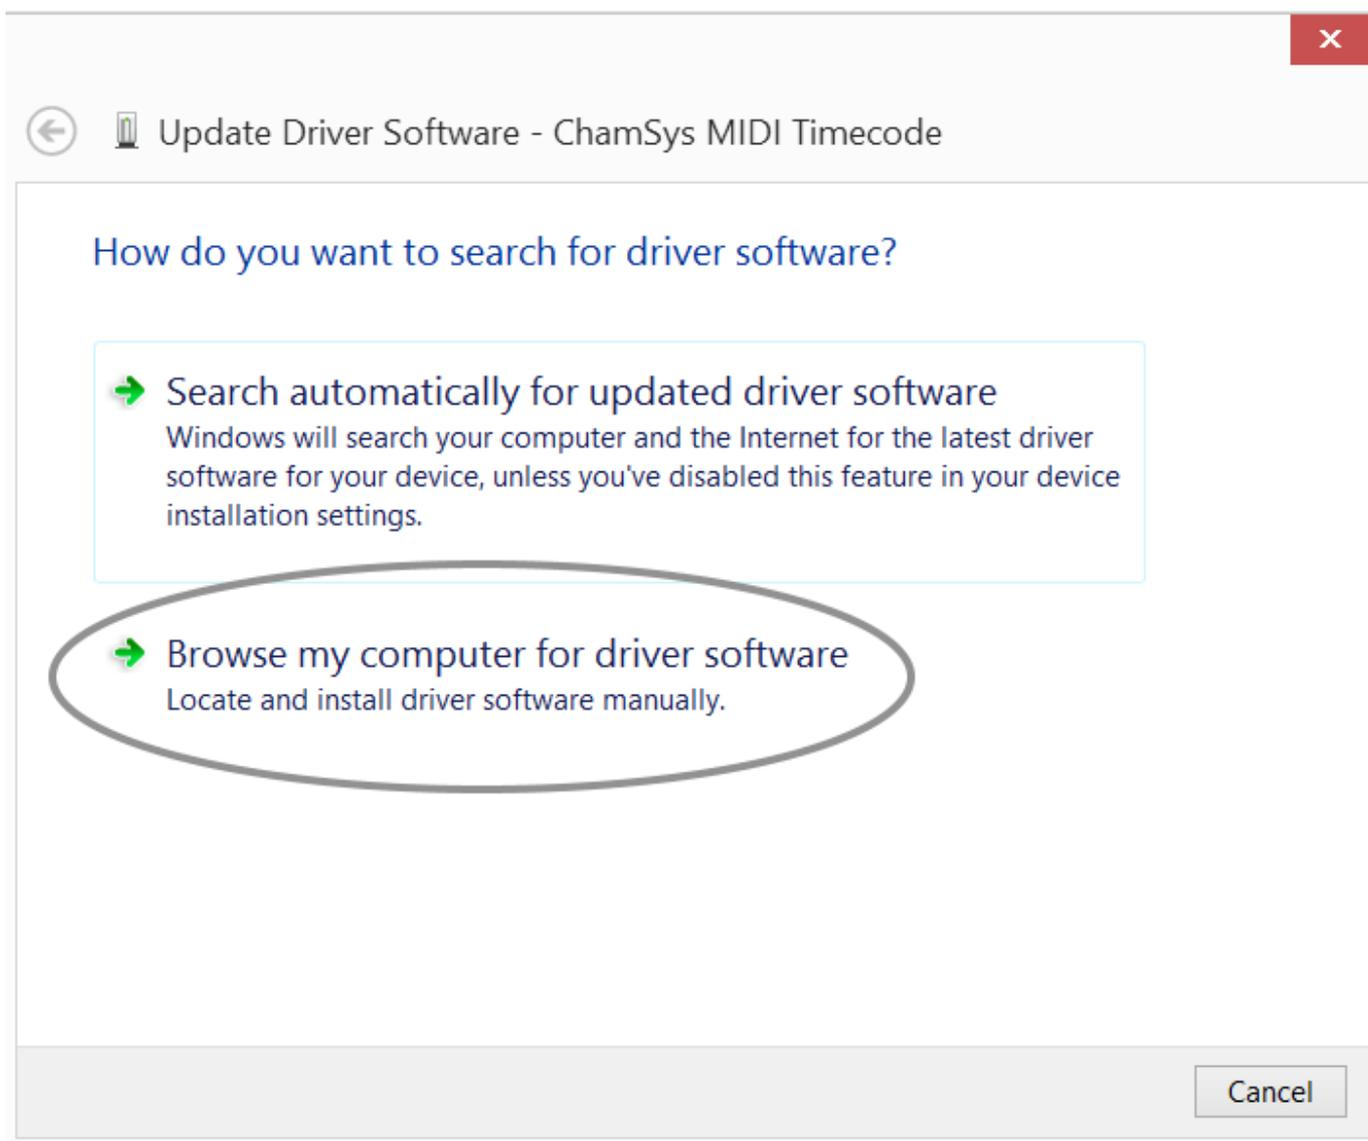 Update Driver Software - ChamSys MIDI Timecode
How do you want to search for driver software?
Search automatically for updated driver software
Windows will search your computer and the Internet for the latest driver
software for your device, unless you've disabled this feature in your device
installation settings.
Browse my computer for driver software
Locate and install driver software manually.
Cancel